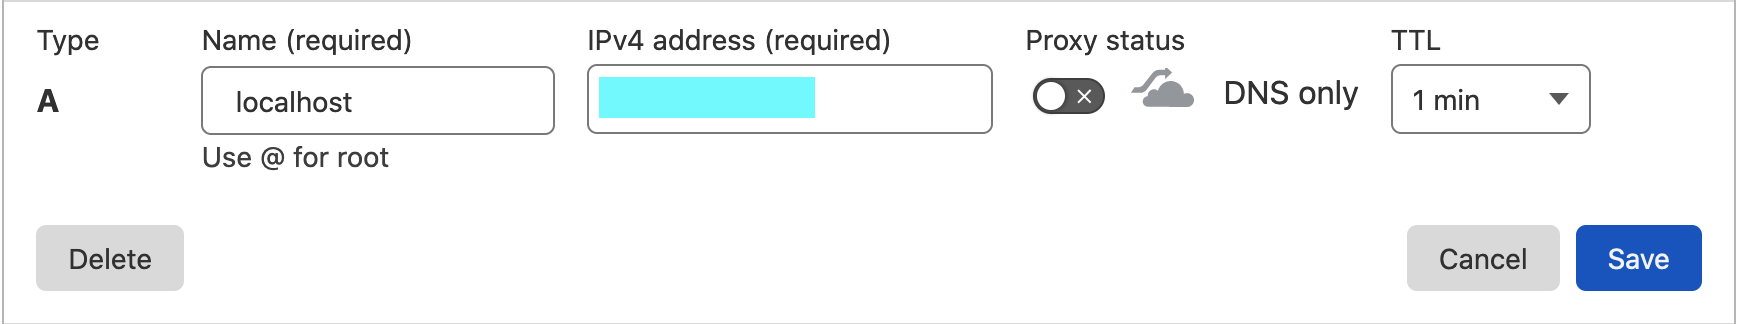 Type
Name (required)
IPv4 address (required)
Proxy status
TTL
A
localhost
DNS only
1 min
Use @ for root
Delete
Cancel
Save